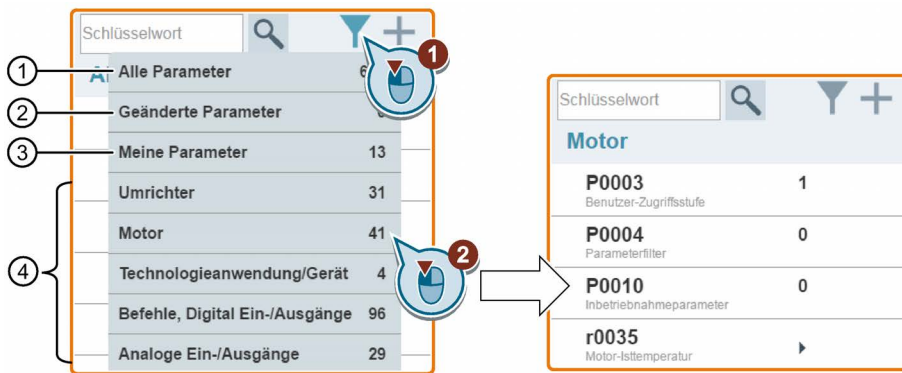 Schlüsselwort
1
1 Alle Parameter
2 Geänderte Parameter
3 Meine Parameter 13
4
Umrichter 31
Motor 41
2
Technologieanwendung/Gerät 4
Befehle, Digital Ein-/Ausgänge 96
Analoge Ein-/Ausgänge 29
Schlüsselwort
Motor
P0003 1
Benutzer-Zugriffsstufe
P0004 0
Parameterfilter
P0010 0
Inbetriebnahmeparameter
r0035
Motor-Isttemperatur